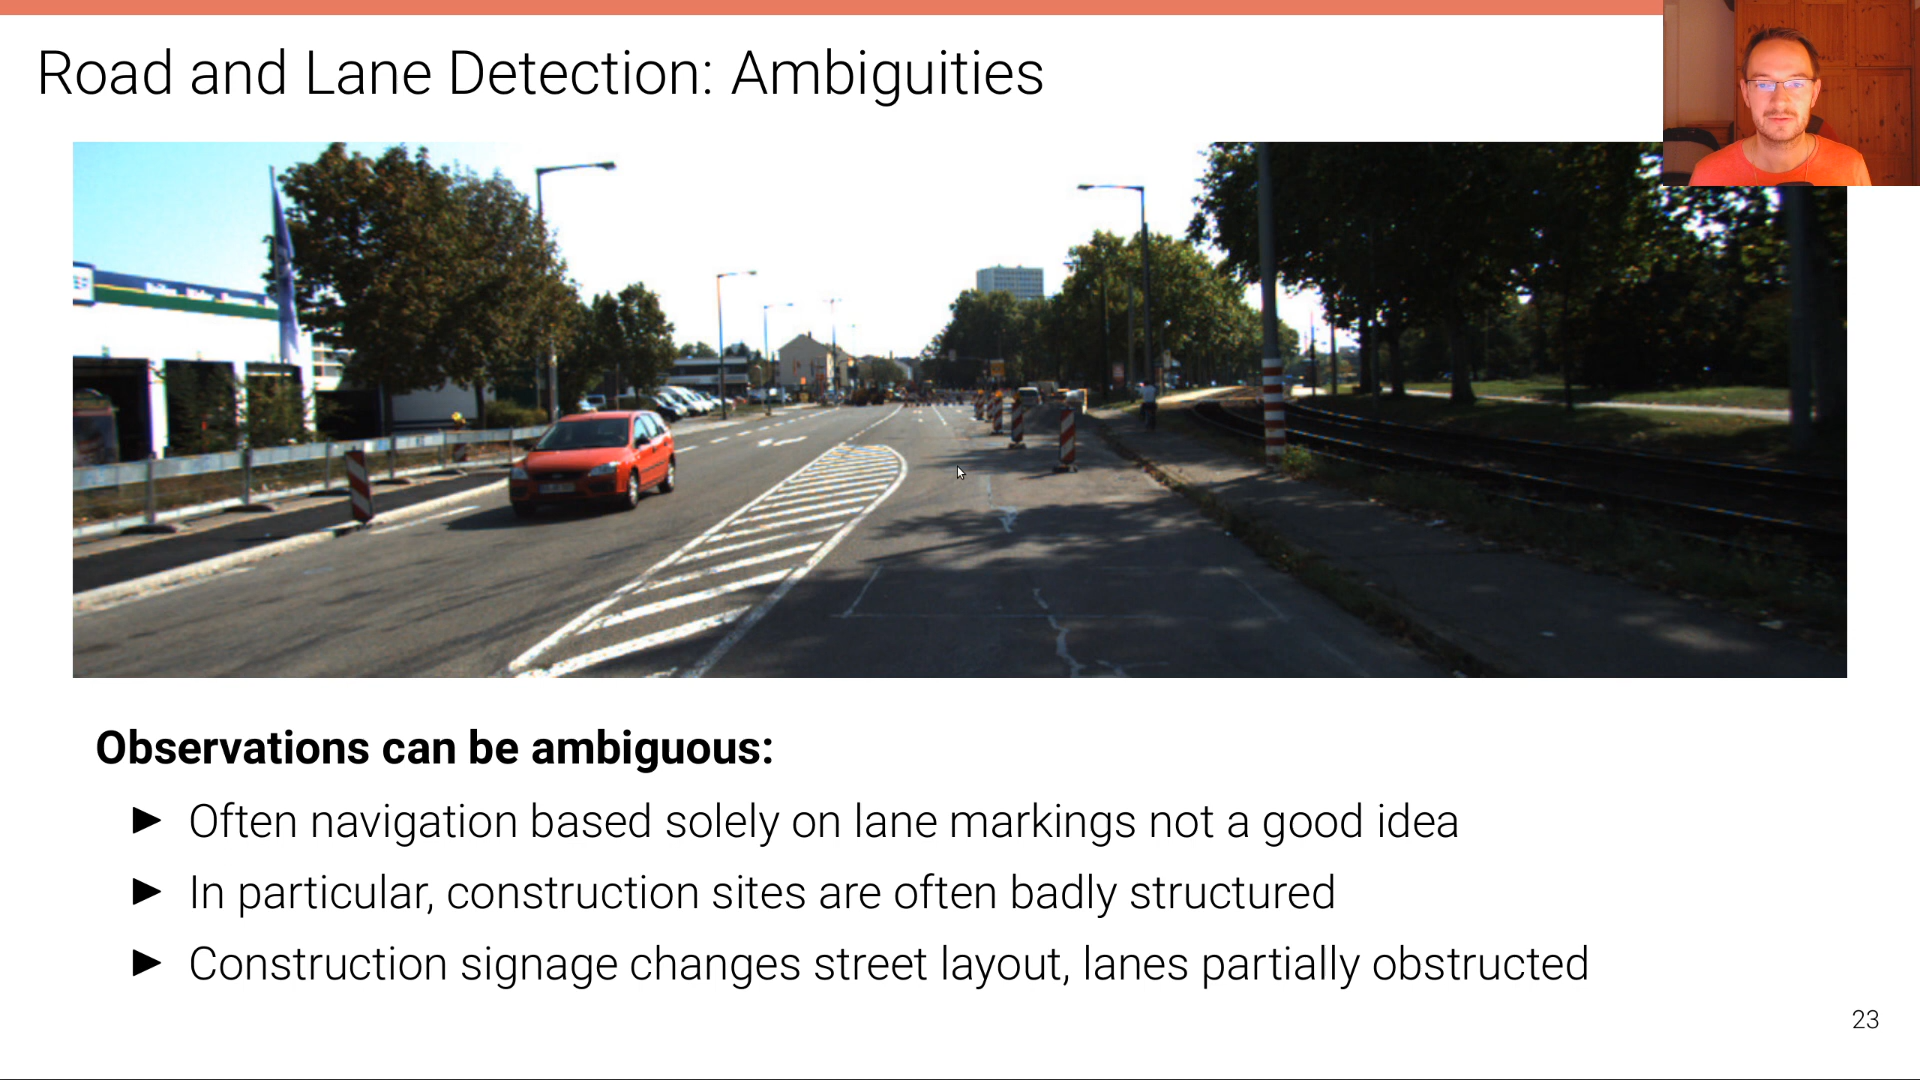 Road and Lane Detection: Ambiguities
Observations can be ambiguous:
► Often navigation based solely on lane markings not a good idea
► In particular, construction sites are often badly structured
► Construction signage changes street layout, lanes partially obstructed
23